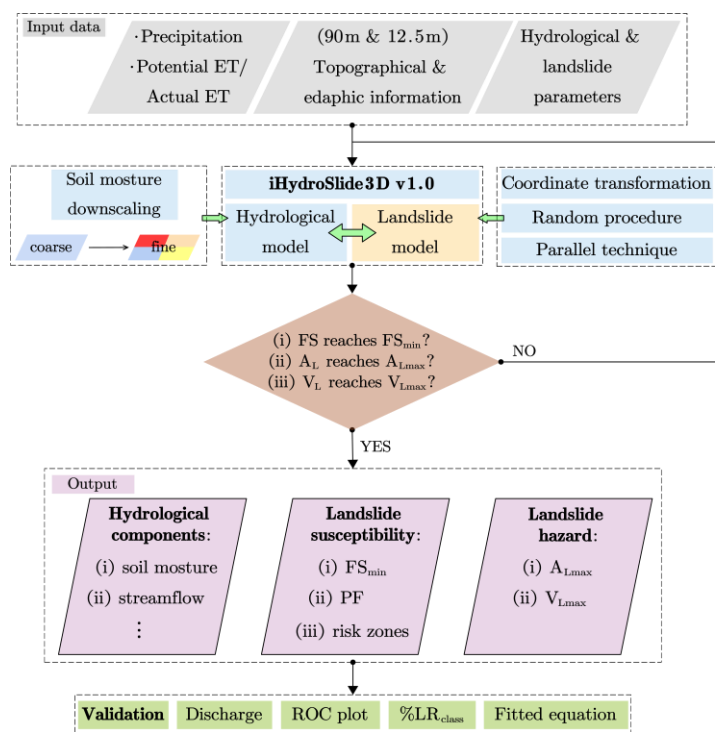 Input data
·Precipitation
·Potential ET/
Actual ET
(90m & 12.5m)
Topographical &
edaphic information
Hydrological &
landslide
parameters
Soil mosture
downscaling
coarse
fine
iHydroSlide3D v1.0
Hydrological
model
Landslide
model
Coordinate transformation
Random procedure
Parallel technique
(i) FS reaches FSmin?
(ii) AL reaches ALmax?
(iii) VL reaches VLmax?
NO
YES
Output
Hydrological
components:
(i) soil mosture
(ii) streamflow
⋮
Landslide
susceptibility:
(i) FSmin
(ii) PF
(iii) risk zones
Landslide
hazard:
(i) ALmax
(ii) VLmax
Validation
Discharge
ROC plot
%LRclass
Fitted equation